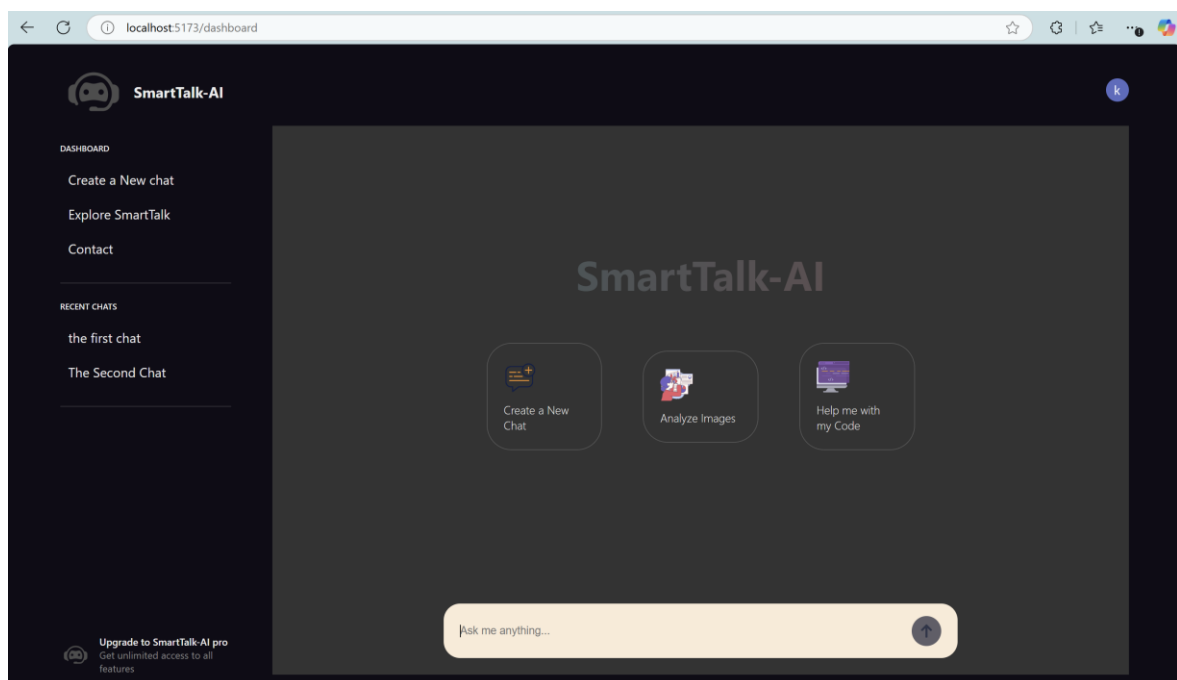 localhost:5173/dashboard
SmartTalk-AI
k
DASHBOARD
Create a New chat
Explore SmartTalk
Contact
RECENT CHATS
the first chat
The Second Chat
Upgrade to SmartTalk-AI pro
Get unlimited access to all
features
SmartTalk-AI
Create a New
Chat
Analyze Images
Help me with
my Code
Ask me anything...